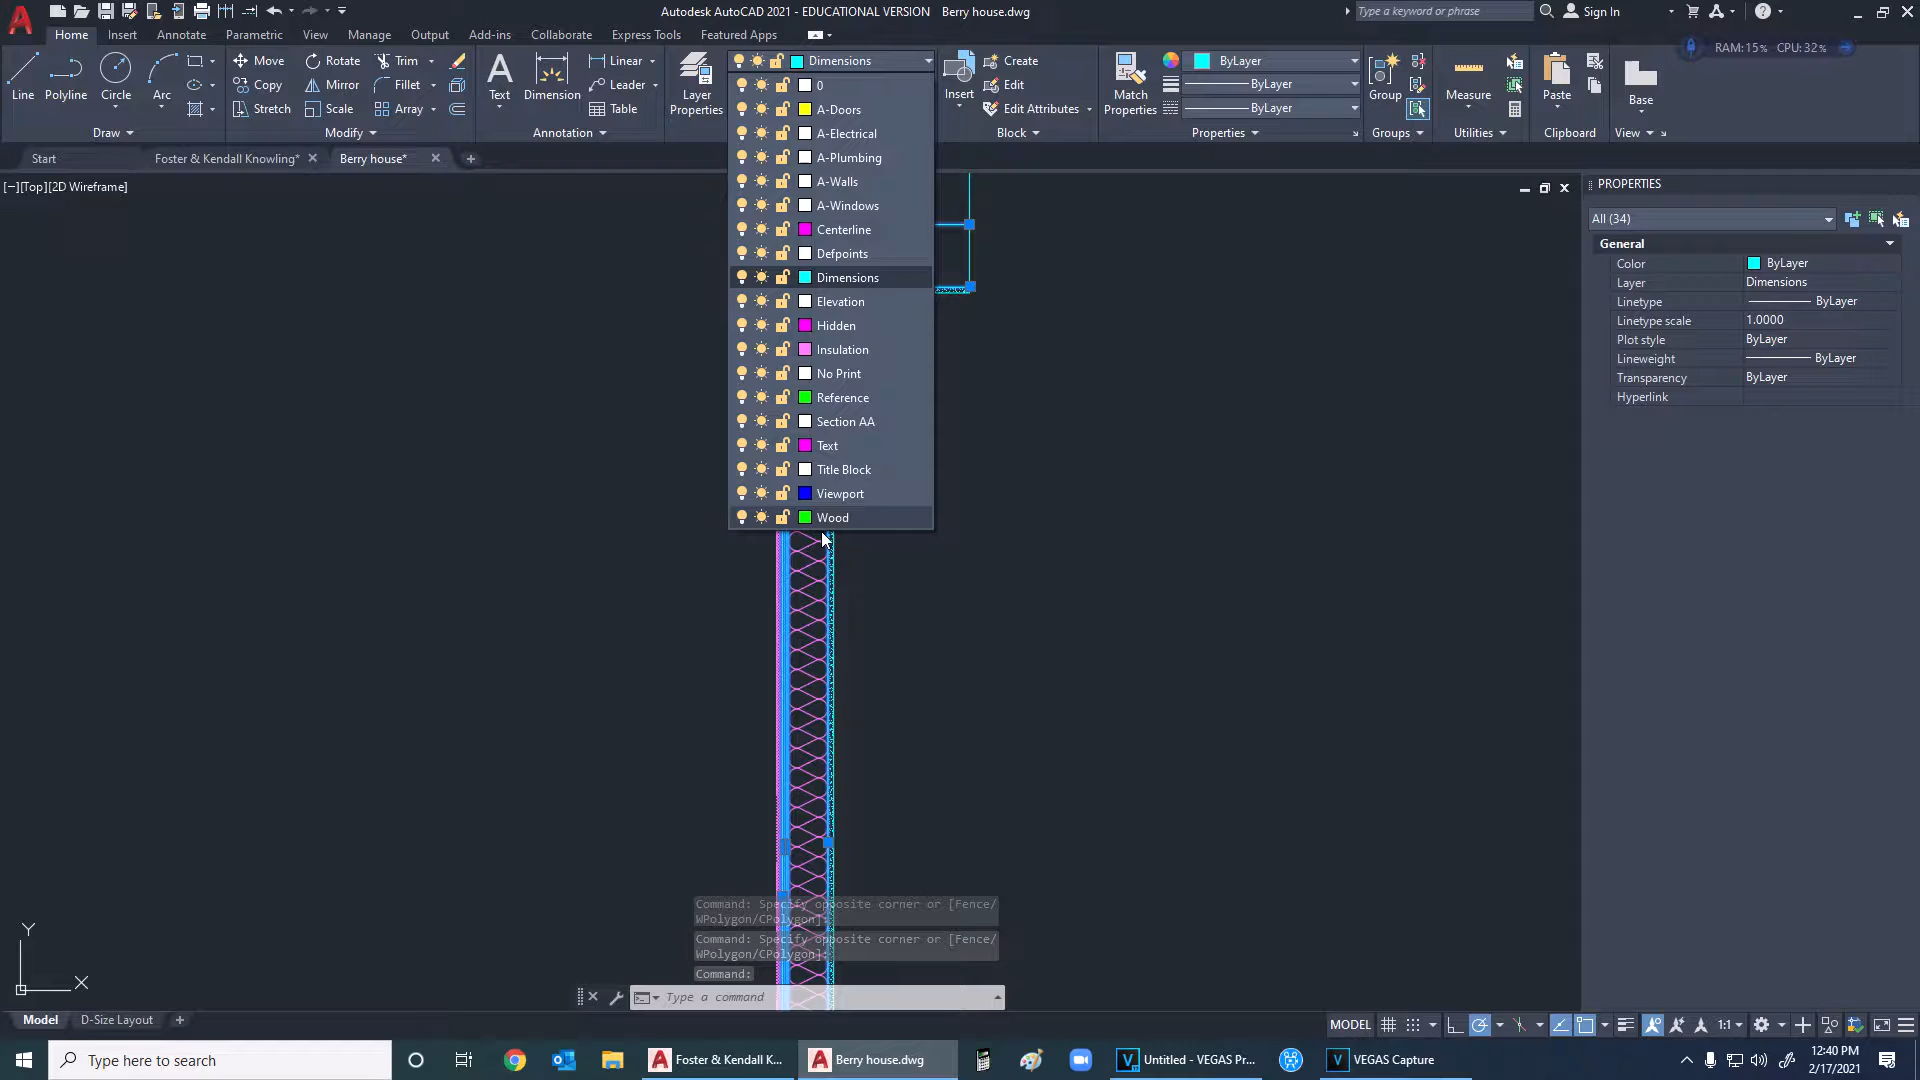 Autodesk AutoCAD 2021 - EDUCATIONAL VERSION Berry house.dwg
Type a keyword or phrase
Sign In
Home Insert Annotate Parametric View Manage Output Add-ins Collaborate Express Tools Featured Apps
RAM:15% CPU:32%
Line Polyline Circle Arc
Draw
Move Rotate Trim
Copy Mirror Fillet
Stretch Scale Array
Modify
Text Dimension
Linear
Leader
Table
Annotation
Layer Properties
Dimensions
0
A-Doors
A-Electrical
A-Plumbing
A-Walls
A-Windows
Centerline
Defpoints
Dimensions
Elevation
Hidden
Insulation
No Print
Reference
Section AA
Text
Title Block
Viewport
Wood
Insert
Create
Edit
Edit Attributes
Block
Match Properties
ByLayer
ByLayer
ByLayer
Properties
Group
Groups
Measure
Utilities
Paste
Clipboard
Base
View
Start Foster & Kendall Knowling* Berry house*
[−][Top][2D Wireframe]
PROPERTIES
All (34)
General
Color ByLayer
Layer Dimensions
Linetype ByLayer
Linetype scale 1.0000
Plot style ByLayer
Lineweight ByLayer
Transparency ByLayer
Hyperlink
Y
X
Command: Specify opposite corner or [Fence/
WPolygon/CPolygon]:
Command: Specify opposite corner or [Fence/
WPolygon/CPolygon]:
Command:
Type a command
Model D-Size Layout
MODEL 1:1
Type here to search
Foster & Kendall K... Berry house.dwg Untitled - VEGAS Pr... VEGAS Capture
12:40 PM
2/17/2021